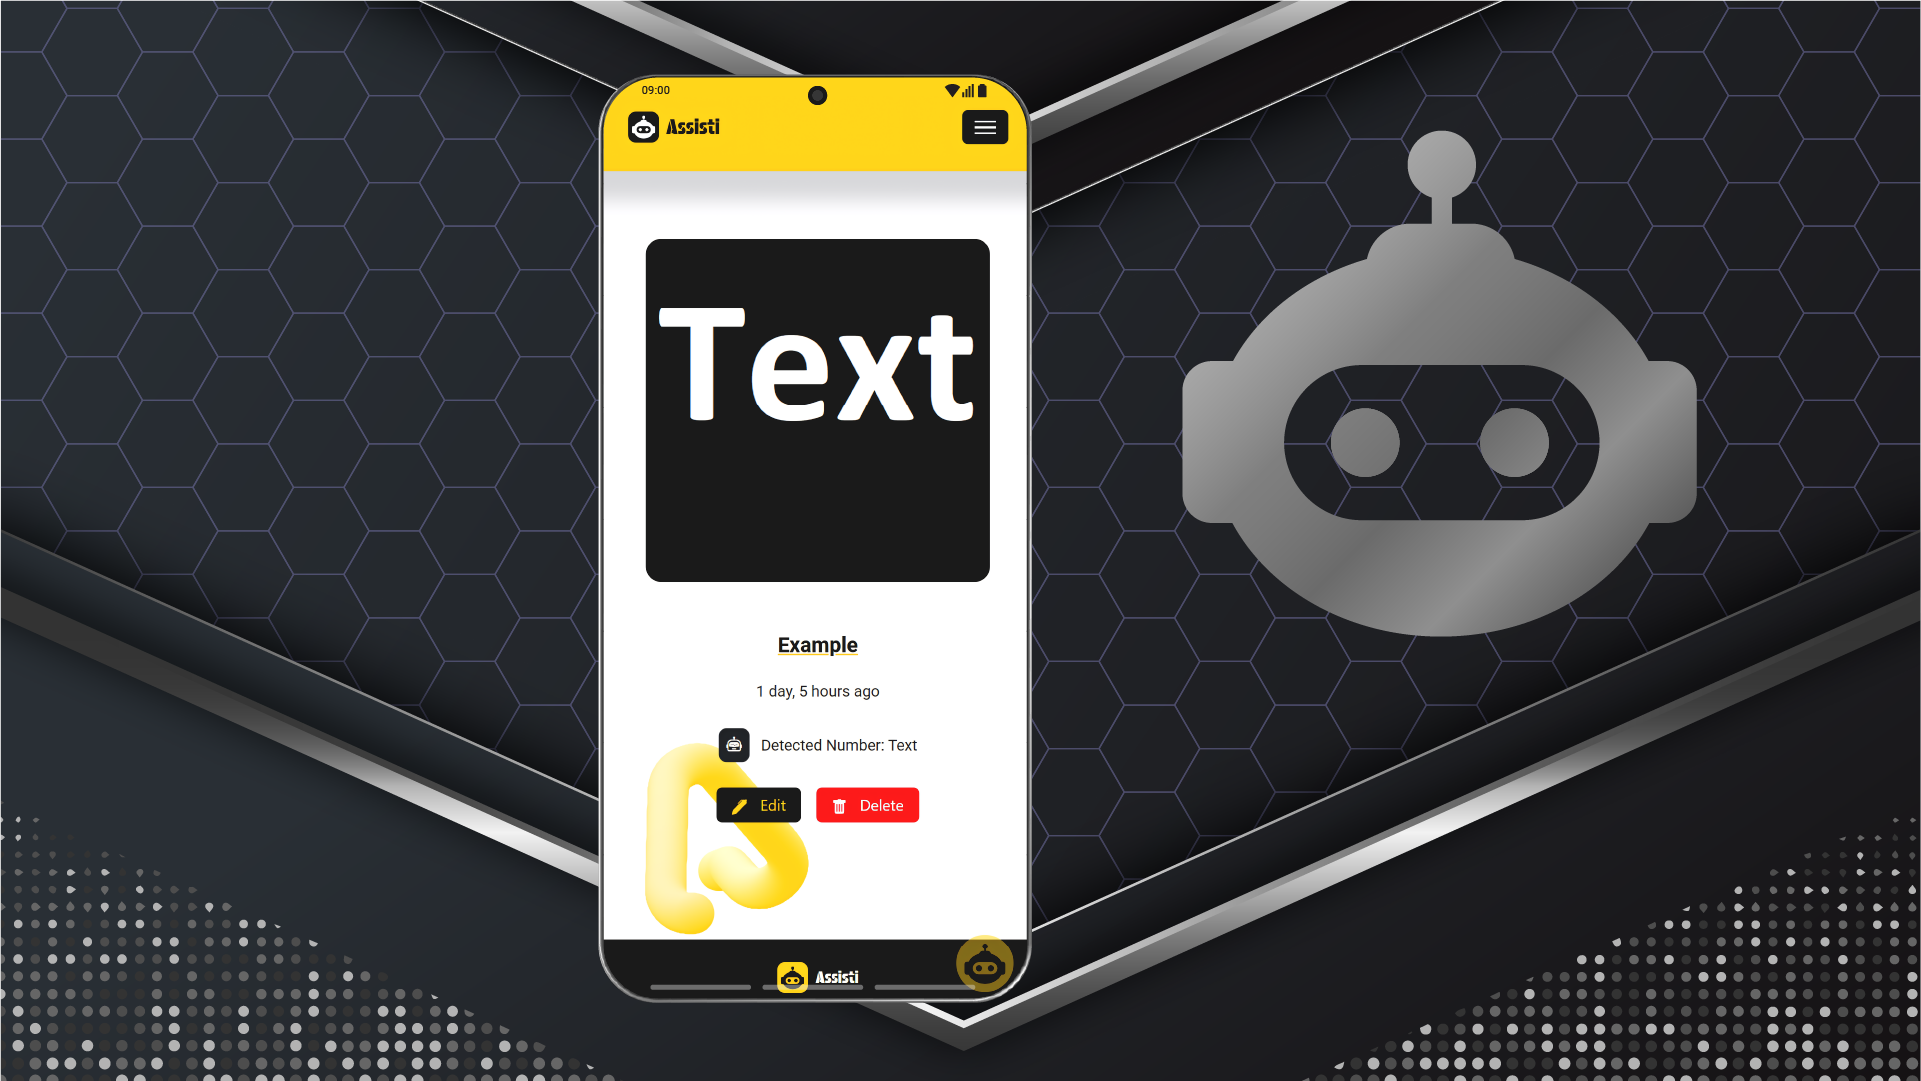 09:00
Assisti
Text
Example
1 day, 5 hours ago
Detected Number: Text
Edit
Delete
Assisti